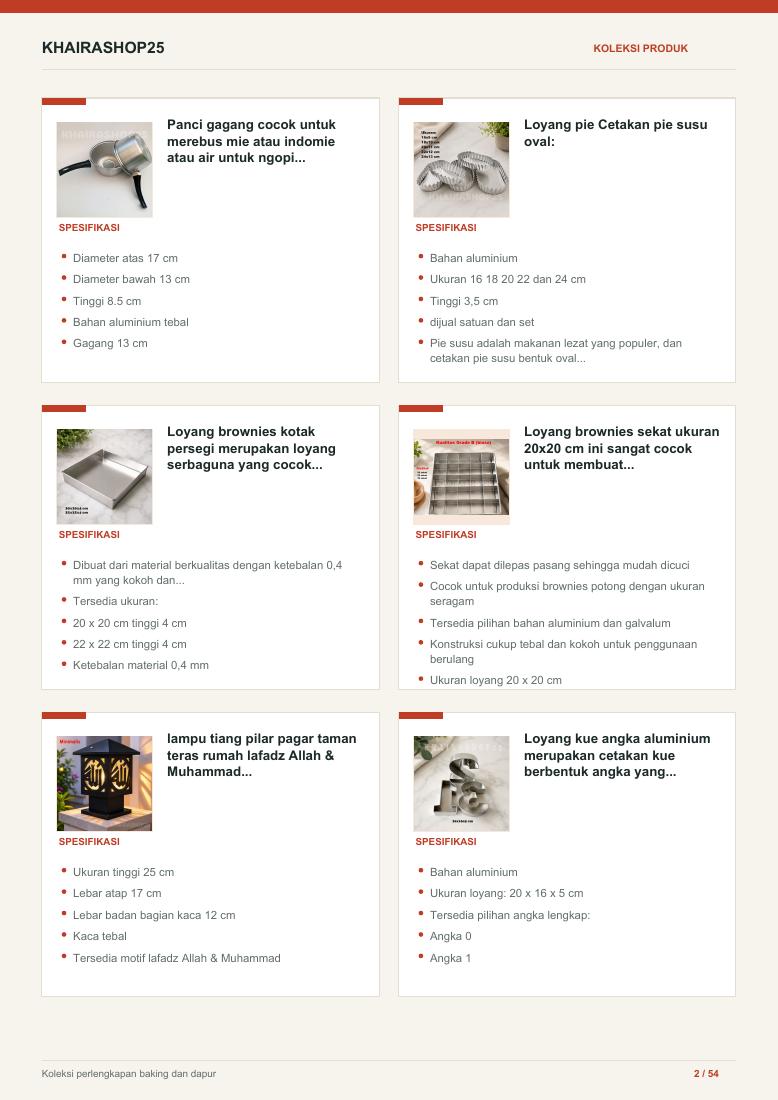 KHAIRASHOP25
KOLEKSI PRODUK
Panci gagang cocok untuk
merebus mie atau indomie
atau air untuk ngopi...
KHAIRASHOP25
SPESIFIKASI
Diameter atas 17 cm
Diameter bawah 13 cm
Tinggi 8.5 cm
Bahan aluminium tebal
Gagang 13 cm
Loyang pie Cetakan pie susu
oval:
SPESIFIKASI
Bahan aluminium
Ukuran 16 18 20 22 dan 24 cm
Tinggi 3,5 cm
dijual satuan dan set
Pie susu adalah makanan lezat yang populer, dan
cetakan pie susu bentuk oval...
Loyang brownies kotak
persegi merupakan loyang
serbaguna yang cocok...
SPESIFIKASI
Dibuat dari material berkualitas dengan ketebalan 0,4
mm yang kokoh dan...
Tersedia ukuran:
20 x 20 cm tinggi 4 cm
22 x 22 cm tinggi 4 cm
Ketebalan material 0,4 mm
Loyang brownies sekat ukuran
20x20 cm ini sangat cocok
untuk membuat...
Kualitas Grade B (biasa)
SPESIFIKASI
Sekat dapat dilepas pasang sehingga mudah dicuci
Cocok untuk produksi brownies potong dengan ukuran
seragam
Tersedia pilihan bahan aluminium dan galvalum
Konstruksi cukup tebal dan kokoh untuk penggunaan
berulang
Ukuran loyang 20 x 20 cm
lampu tiang pilar pagar taman
teras rumah lafadz Allah &
Muhammad...
Minimalis
SPESIFIKASI
Ukuran tinggi 25 cm
Lebar atap 17 cm
Lebar badan bagian kaca 12 cm
Kaca tebal
Tersedia motif lafadz Allah & Muhammad
Loyang kue angka aluminium
merupakan cetakan kue
berbentuk angka yang...
SPESIFIKASI
Bahan aluminium
Ukuran loyang: 20 x 16 x 5 cm
Tersedia pilihan angka lengkap:
Angka 0
Angka 1
Koleksi perlengkapan baking dan dapur
2 / 54